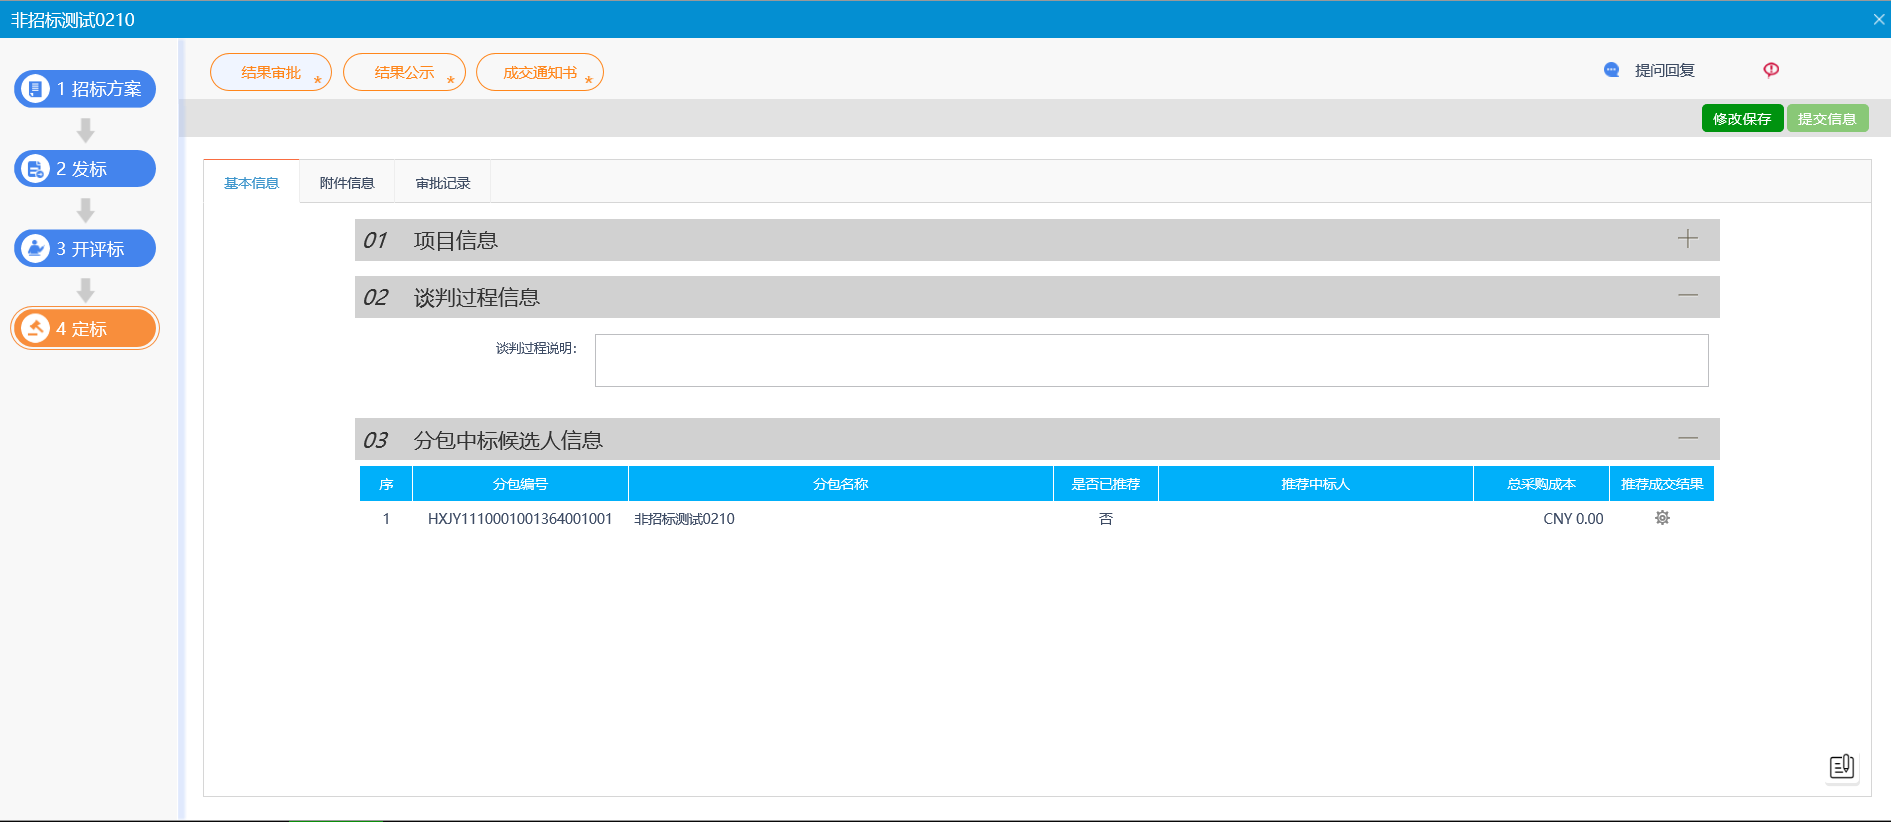 非招标测试0210
1 招标方案
2 发标
3 开评标
4 定标
结果审批 *
结果公示 *
成交通知书 *
提问回复
修改保存
提交信息
基本信息
附件信息
审批记录
01 项目信息
02 谈判过程信息
谈判过程说明:
03 分包中标候选人信息
序 分包编号 分包名称 是否已推荐 推荐中标人 总采购成本 推荐成交结果
1 HXJY1110001001364001001 非招标测试0210 否 CNY 0.00